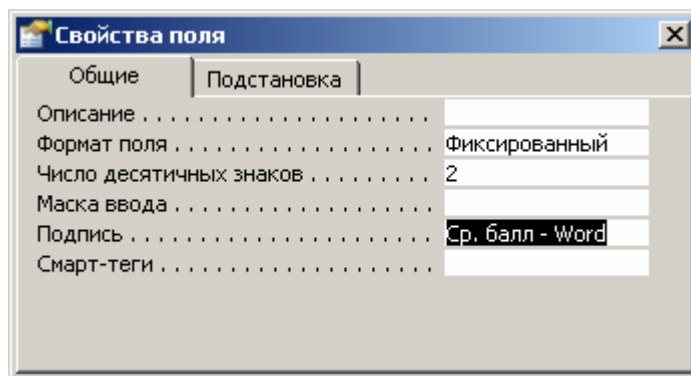 Свойства поля
Общие Подстановка
Описание . . . . . . . . . . . . . . . . . . . . . .
Формат поля . . . . . . . . . . . . . . . . . . . Фиксированный
Число десятичных знаков . . . . . . . . . 2
Маска ввода . . . . . . . . . . . . . . . . . . .
Подпись . . . . . . . . . . . . . . . . . . . . . . . Ср. балл - Word
Смарт-теги . . . . . . . . . . . . . . . . . . . .